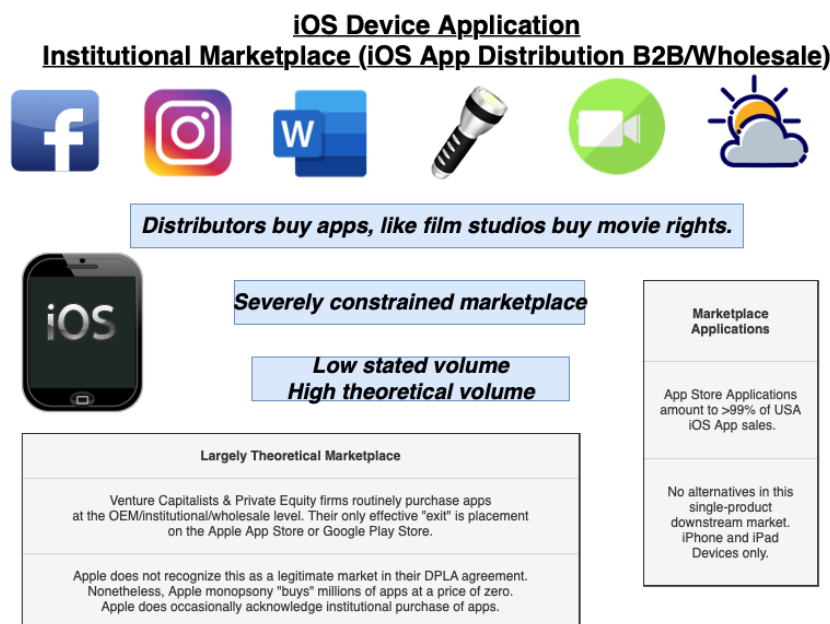 iOS Device Application
Institutional Marketplace (iOS App Distribution B2B/Wholesale)
f
W
Distributors buy apps, like film studios buy movie rights.
iOS
Severely constrained marketplace
Low stated volume
High theoretical volume
Marketplace
Applications
App Store Applications
amount to >99% of USA
iOS App sales.
No alternatives in this
single-product
downstream market.
iPhone and iPad
Devices only.
Largely Theoretical Marketplace
Venture Capitalists & Private Equity firms routinely purchase apps
at the OEM/institutional/wholesale level. Their only effective "exit" is placement
on the Apple App Store or Google Play Store.
Apple does not recognize this as a legitimate market in their DPLA agreement.
Nonetheless, Apple monopsony "buys" millions of apps at a price of zero.
Apple does occasionally acknowledge institutional purchase of apps.